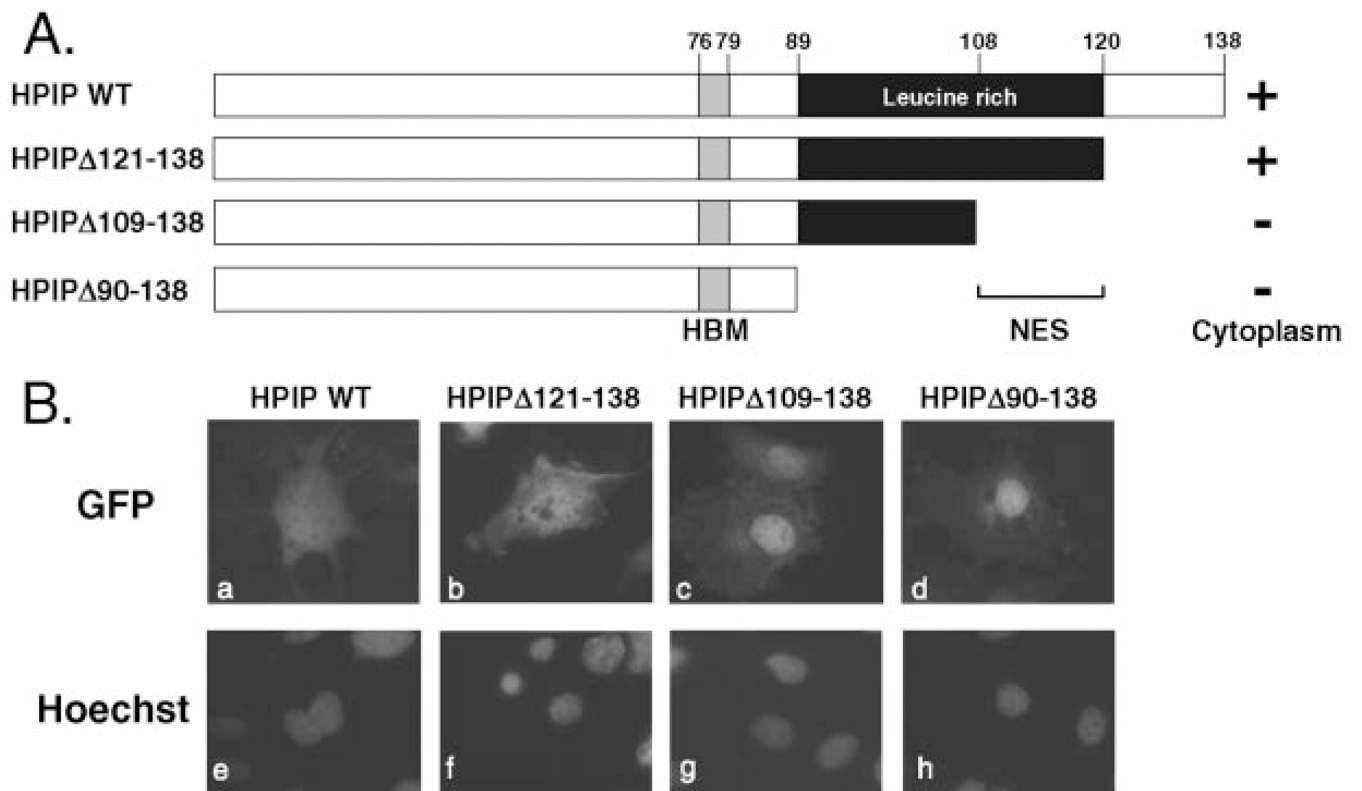 A.
76 79 89 108 120 138
HPIP WT Leucine rich +
HPIPΔ121-138 +
HPIPΔ109-138 -
HPIPΔ90-138 -
HBM NES Cytoplasm
B.
HPIP WT HPIPΔ121-138 HPIPΔ109-138 HPIPΔ90-138
GFP
a b c d
Hoechst
e f g h